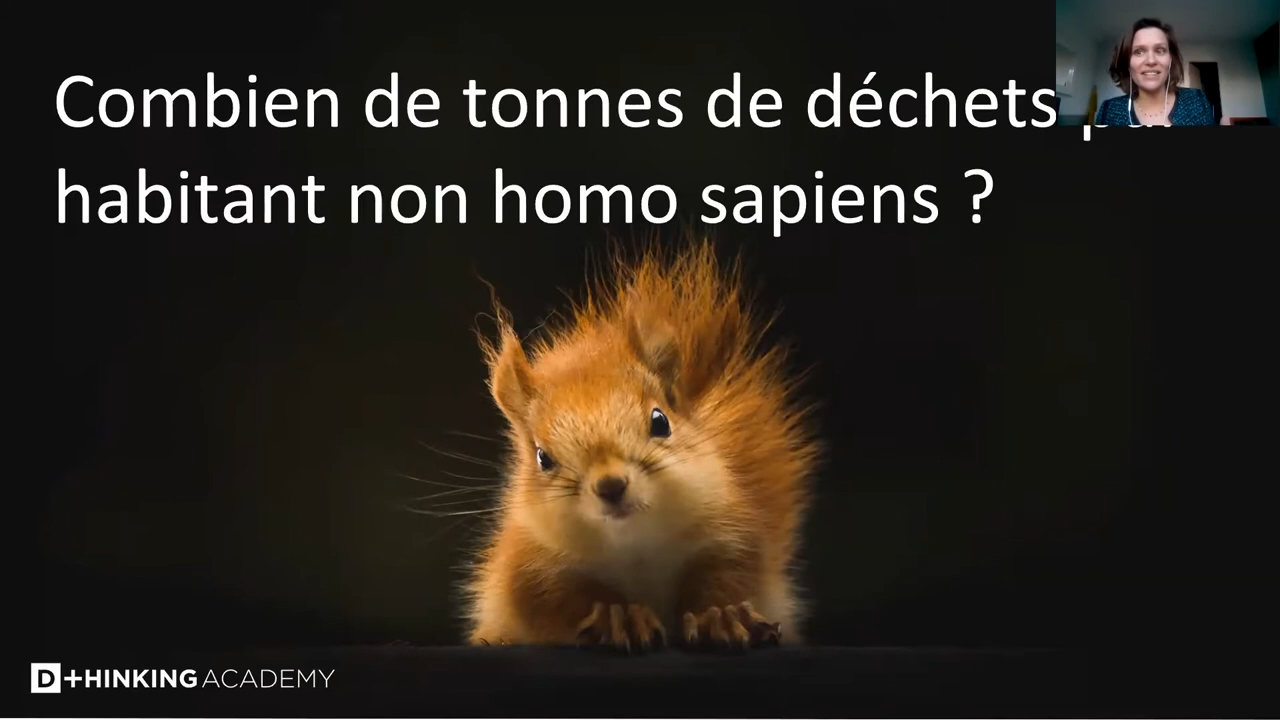 Combien de tonnes de déchets
habitant non homo sapiens ?
D+HINKING ACADEMY